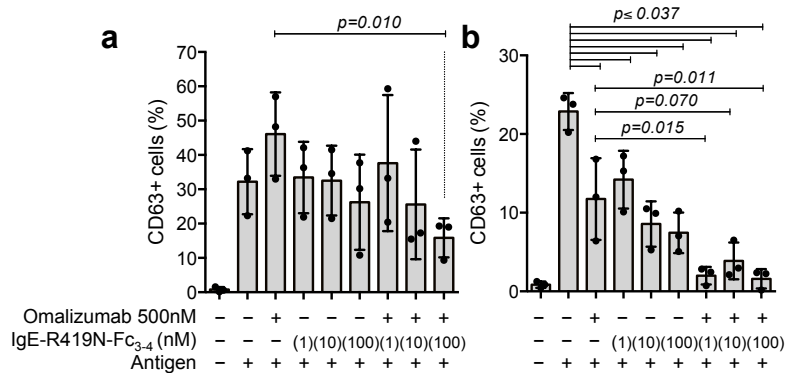 a
p=0.010
70
60
50
40
30
20
10
0
CD63+ cells (%)
b
p≤ 0.037
p=0.011
p=0.070
p=0.015
30
20
10
0
CD63+ cells (%)
Omalizumab 500nM − − + − − − + + + − − + − − − + + +
IgE-R419N-Fc3-4 (nM) − − − (1)(10)(100)(1)(10)(100) − − − (1)(10)(100)(1)(10)(100)
Antigen − + + + + + + + + − + + + + + + + +